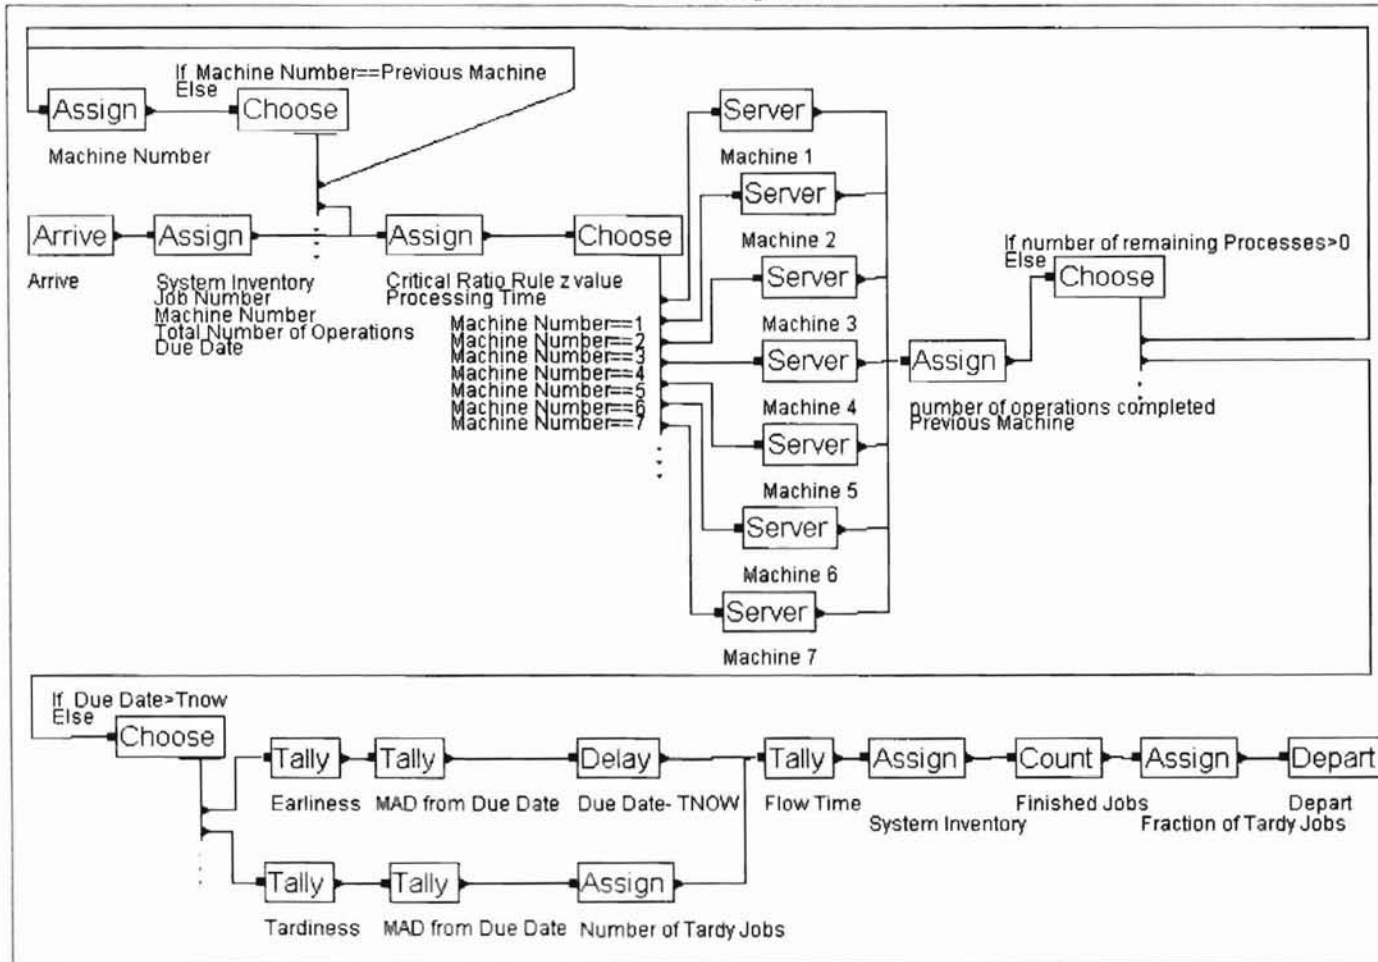 If Machine Number==Previous Machine
Else
Assign
Choose
Machine Number
Arrive
Assign
Assign
Choose
Arrive
System Inventory
Job Number
Machine Number
Total Number of Operations
Due Date
Critical Ratio Rule z value
Processing Time
Machine Number==1
Machine Number==2
Machine Number==3
Machine Number==4
Machine Number==5
Machine Number==6
Machine Number==7
Server
Machine 1
Server
Machine 2
Server
Machine 3
Server
Machine 4
Server
Machine 5
Server
Machine 6
Server
Machine 7
Assign
number of operations completed
Previous Machine
If number of remaining Processes>0
Else
Choose
If Due Date>Tnow
Else
Choose
Tally
Tally
Delay
Tally
Assign
Count
Assign
Depart
Earliness
MAD from Due Date
Due Date- TNOW
Flow Time
System Inventory
Finished Jobs
Fraction of Tardy Jobs
Depart
Tally
Tally
Assign
Tardiness
MAD from Due Date
Number of Tardy Jobs